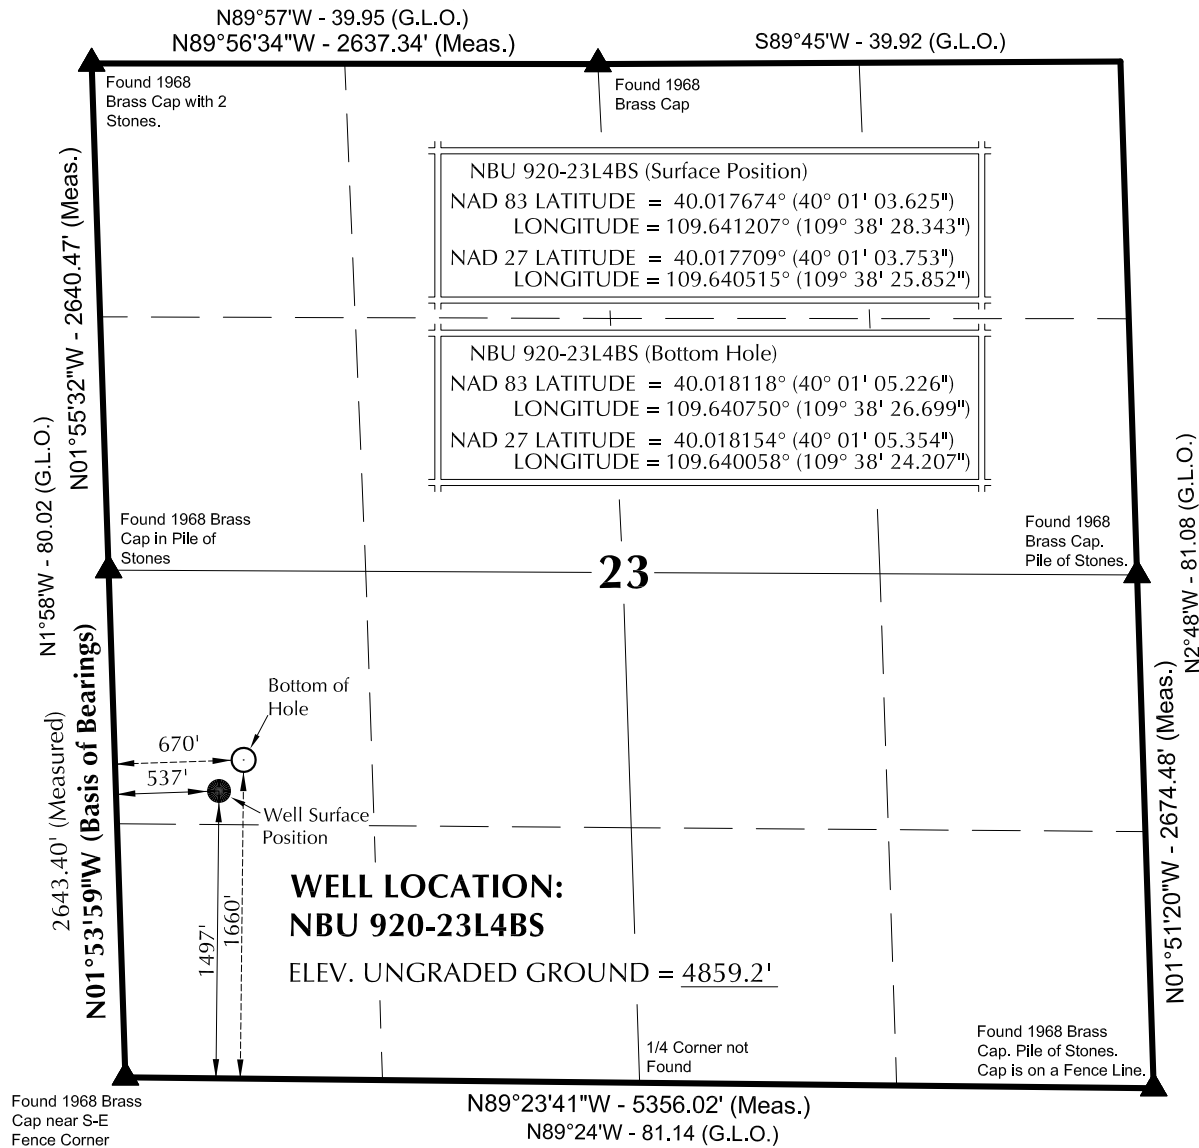 N89°57'W - 39.95 (G.L.O.)
N89°56'34"W - 2637.34' (Meas.)
S89°45'W - 39.92 (G.L.O.)
Found 1968
Brass Cap with 2
Stones.
Found 1968
Brass Cap
NBU 920-23L4BS (Surface Position)
NAD 83 LATITUDE = 40.017674° (40° 01' 03.625")
LONGITUDE = 109.641207° (109° 38' 28.343")
NAD 27 LATITUDE = 40.017709° (40° 01' 03.753")
LONGITUDE = 109.640515° (109° 38' 25.852")
NBU 920-23L4BS (Bottom Hole)
NAD 83 LATITUDE = 40.018118° (40° 01' 05.226")
LONGITUDE = 109.640750° (109° 38' 26.699")
NAD 27 LATITUDE = 40.018154° (40° 01' 05.354")
LONGITUDE = 109.640058° (109° 38' 24.207")
N01°55'32"W - 2640.47' (Meas.)
N1°58'W - 80.02 (G.L.O.)
Found 1968 Brass
Cap in Pile of
Stones
23
Found 1968
Brass Cap.
Pile of Stones.
N2°48'W - 81.08 (G.L.O.)
N01°51'20"W - 2674.48' (Meas.)
2643.40' (Measured)
N01°53'59"W (Basis of Bearings)
Bottom of
Hole
670'
537'
Well Surface
Position
1497'
1660'
WELL LOCATION:
NBU 920-23L4BS
ELEV. UNGRADED GROUND = 4859.2'
1/4 Corner not
Found
Found 1968 Brass
Cap. Pile of Stones.
Cap is on a Fence Line.
Found 1968 Brass
Cap near S-E
Fence Corner
N89°23'41"W - 5356.02' (Meas.)
N89°24'W - 81.14 (G.L.O.)